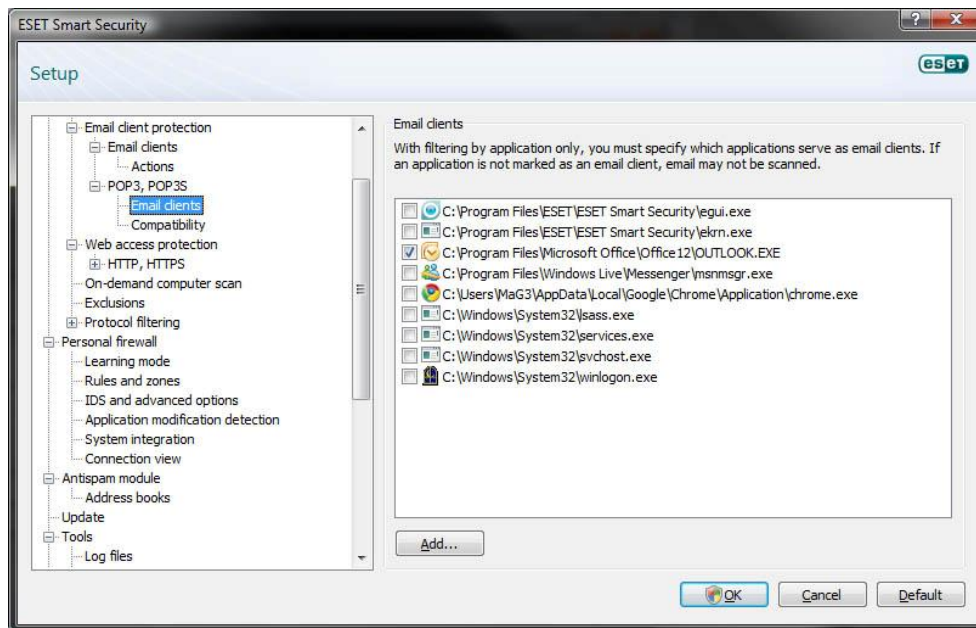 ESET Smart Security
Setup
eset
Email client protection
Email clients
Actions
POP3, POP3S
Email clients
Compatibility
Web access protection
HTTP, HTTPS
On-demand computer scan
Exclusions
Protocol filtering
Personal firewall
Learning mode
Rules and zones
IDS and advanced options
Application modification detection
System integration
Connection view
Antispam module
Address books
Update
Tools
Log files
Email clients
With filtering by application only, you must specify which applications serve as email clients. If
an application is not marked as an email client, email may not be scanned.
C:\Program Files\ESET\ESET Smart Security\egui.exe
C:\Program Files\ESET\ESET Smart Security\ekrn.exe
C:\Program Files\Microsoft Office\Office12\OUTLOOK.EXE
C:\Program Files\Windows Live\Messenger\msnmsgr.exe
C:\Users\MaG3\AppData\Local\Google\Chrome\Application\chrome.exe
C:\Windows\System32\lsass.exe
C:\Windows\System32\services.exe
C:\Windows\System32\svchost.exe
C:\Windows\System32\winlogon.exe
Add...
OK
Cancel
Default